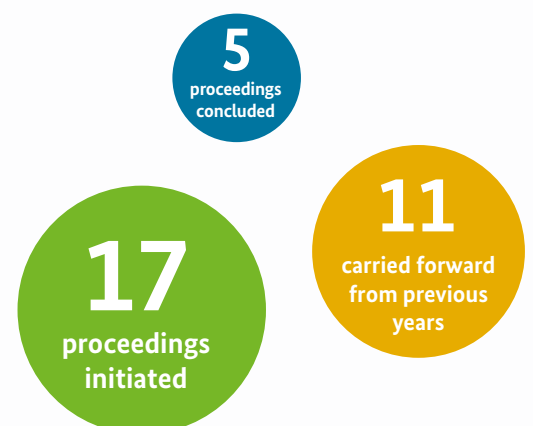 5
proceedings
concluded
11
carried forward
from previous
years
17
proceedings
initiated